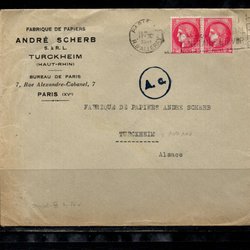 FABRIQUE DE PAPIERS
ANDRÉ SCHERB
S. à R. L.
TURCKHEIM
(HAUT-RHIN)
BUREAU DE PARIS
7, Rue Alexandre-Cabanel, 7
PARIS (XVe)
A.c.
FABRIQUE DE PAPIERS ANDRE SCHERB
TURCKHEIM
Alsace